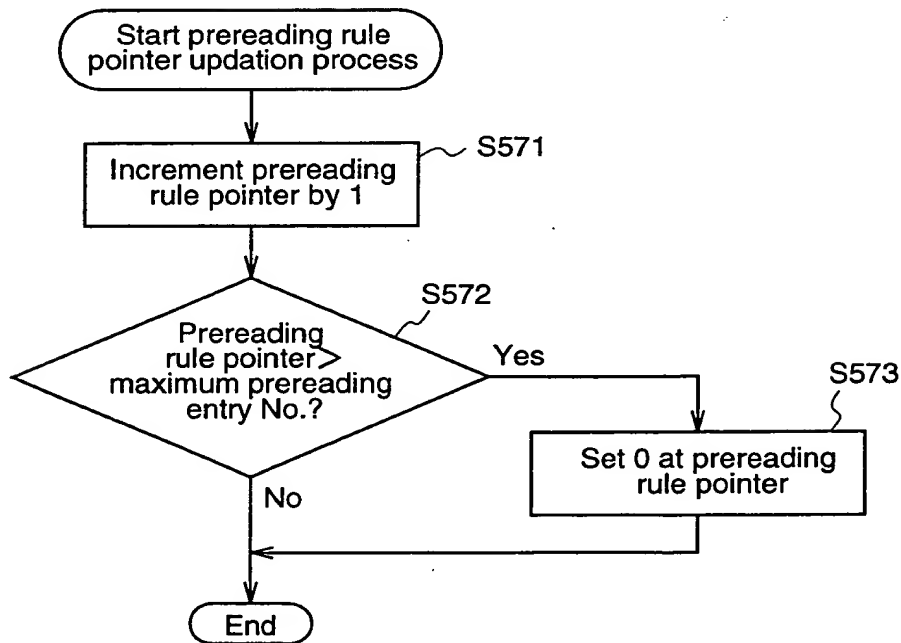 Start prereading rule
pointer updation process
S571
Increment prereading
rule pointer by 1
S572
Prereading
rule pointer>
maximum prereading
entry No.?
Yes
S573
Set 0 at prereading
rule pointer
No
End